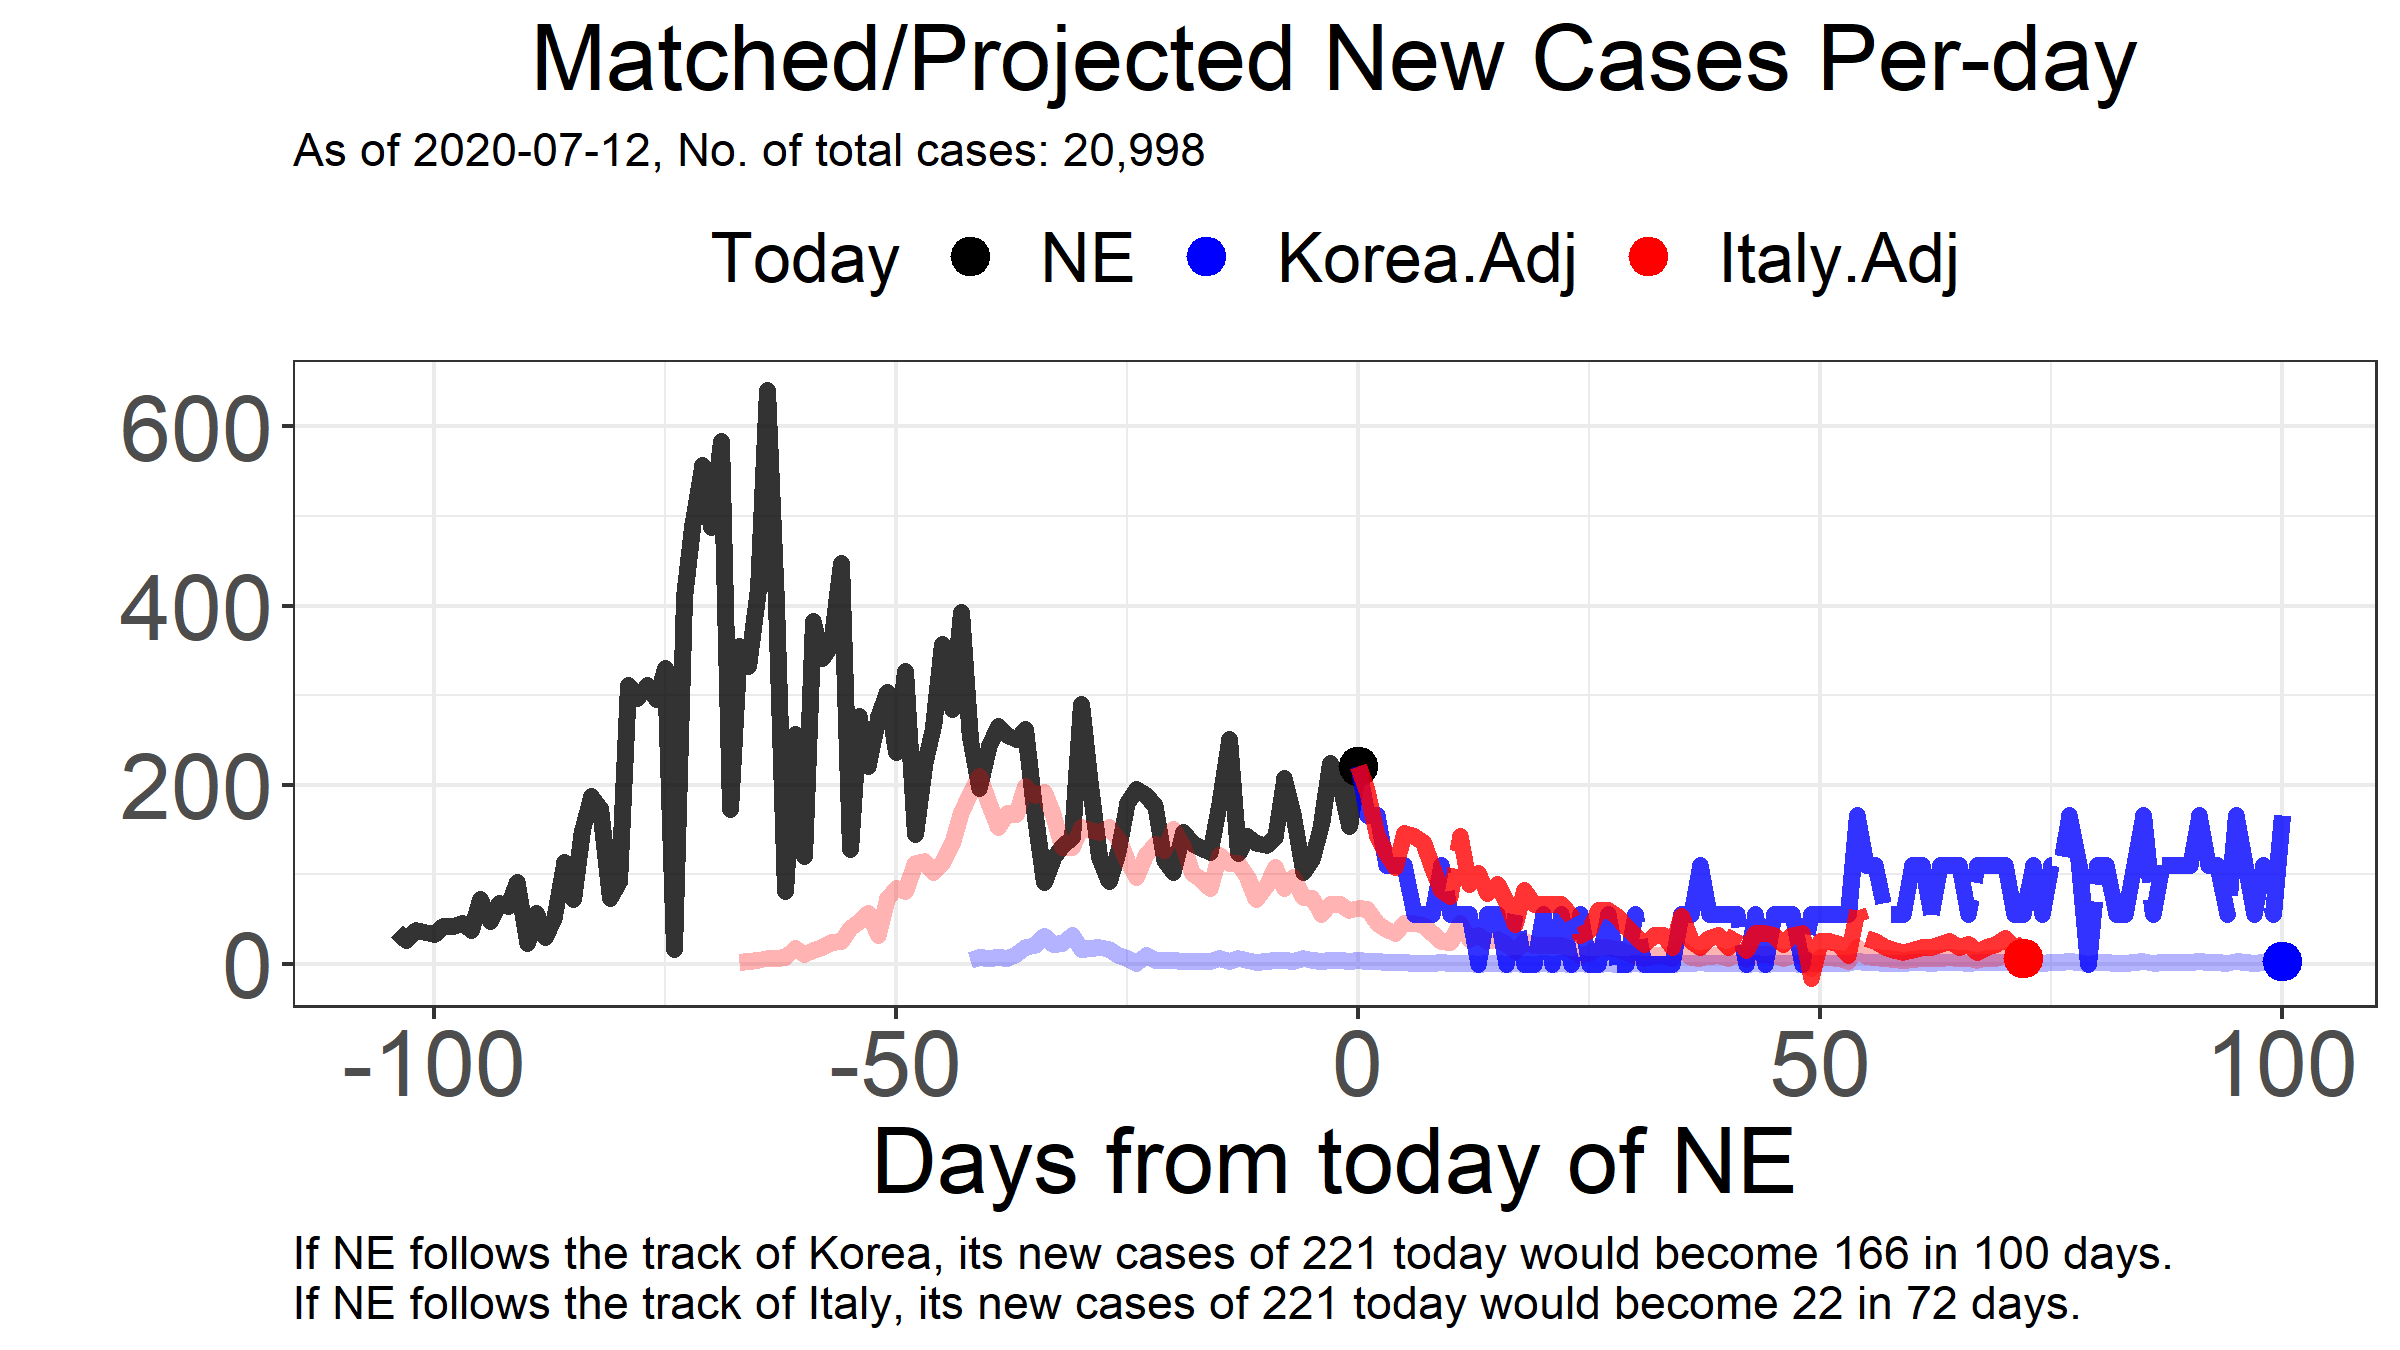 Matched/Projected New Cases Per-day
As of 2020-07-12, No. of total cases: 20,998
Today NE Korea.Adj Italy.Adj
600
400
200
0
-100 -50 0 50 100
Days from today of NE
If NE follows the track of Korea, its new cases of 221 today would become 166 in 100 days.
If NE follows the track of Italy, its new cases of 221 today would become 22 in 72 days.